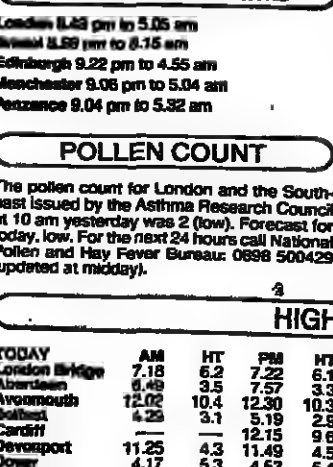 London 8.43 pm to 5.05 am
Bristol 8.59 pm to 5.15 am
Edinburgh 9.22 pm to 4.55 am
Manchester 9.06 pm to 5.04 am
Penzance 9.04 pm to 5.32 am
POLLEN COUNT
The pollen count for London and the South-
east issued by the Asthma Research Council
at 10 am yesterday was 2 (low). Forecast for
today, low. For the next 24 hours call National
Pollen and Hay Fever Bureau: 0898 500429
(updated at midday).
HIGH
TODAY AM HT PM HT
London Bridge 7.18 6.2 7.22 6.1
Aberdeen 6.49 3.5 7.57 3.3
Avonmouth 12.02 10.4 12.30 10.3
Belfast 4.29 3.1 5.19 2.9
Cardiff — — 12.15 9.6
Devonport 11.25 4.3 11.49 4.5
Dover 4.17